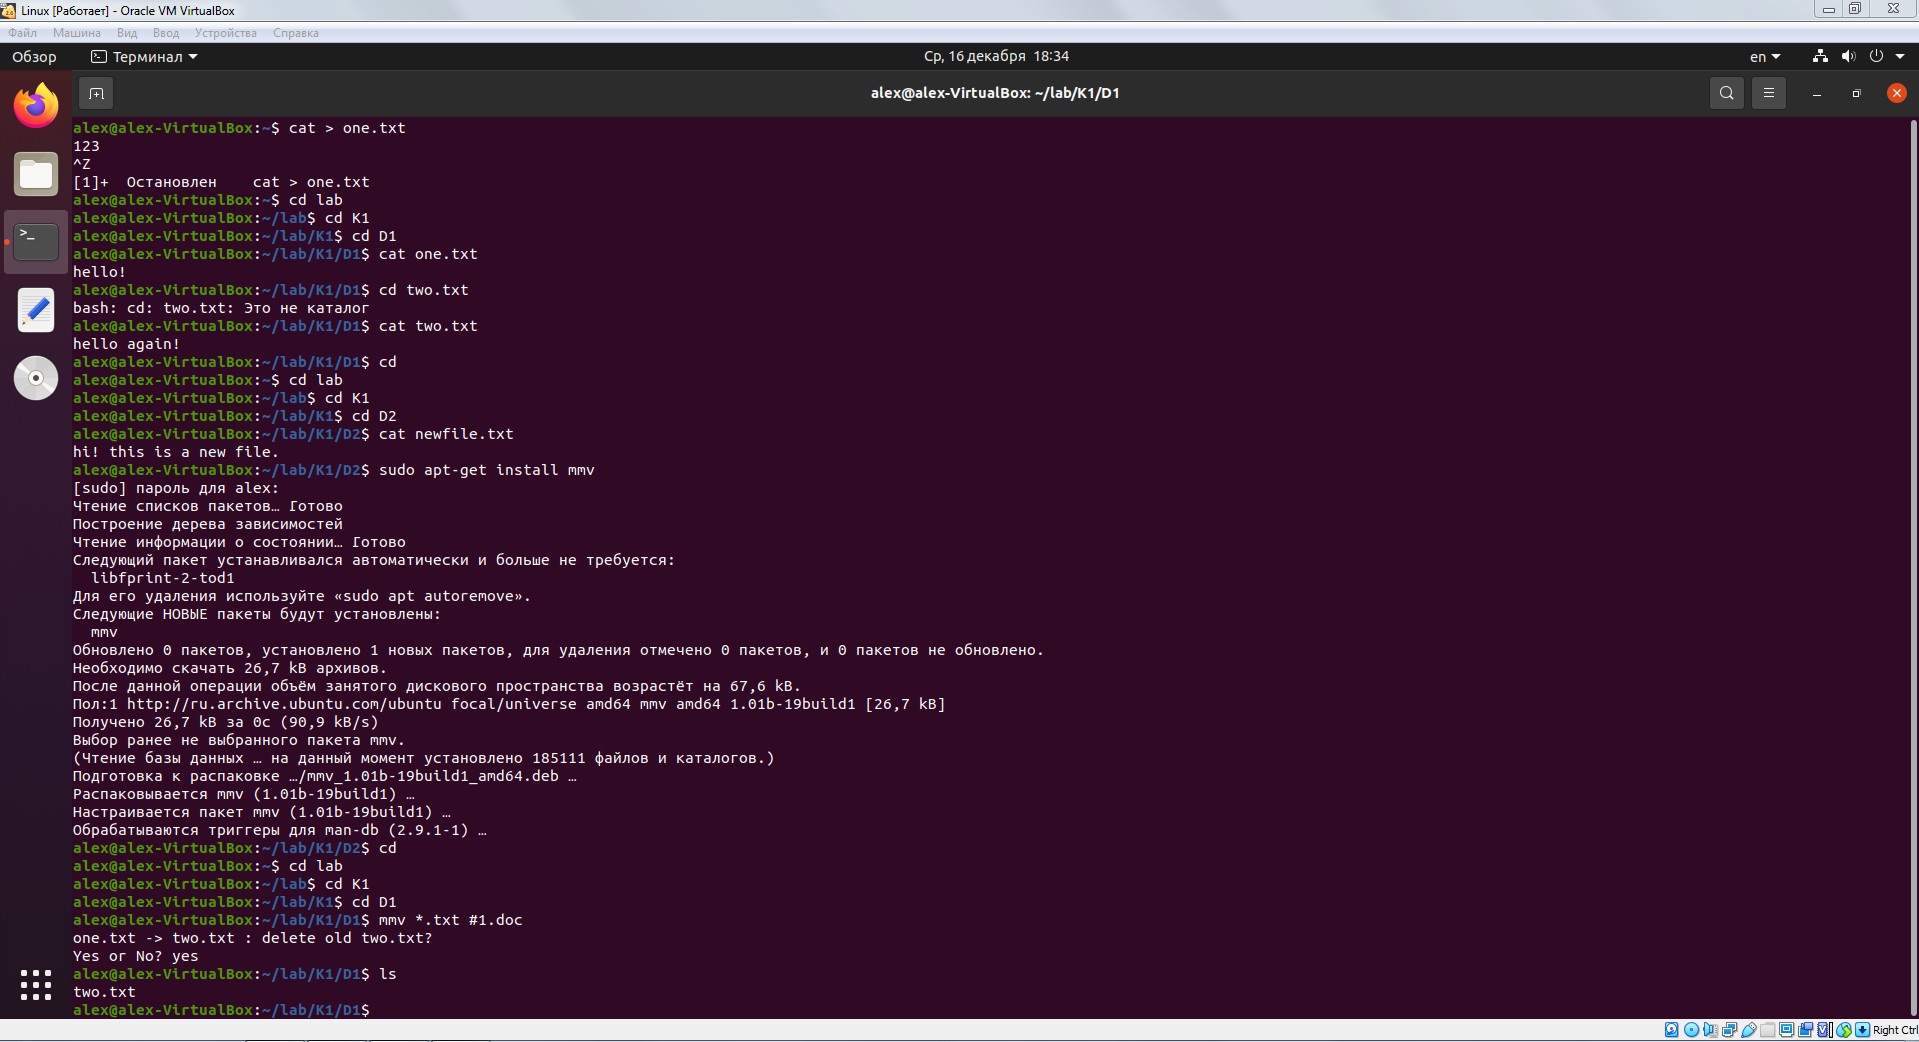 Linux [Работает] - Oracle VM VirtualBox
Файл Машина Вид Ввод Устройства Справка
Обзор Терминал Ср, 16 декабря 18:34 en
alex@alex-VirtualBox: ~/lab/K1/D1
alex@alex-VirtualBox:~$ cat > one.txt
123
^Z
[1]+  Остановлен    cat > one.txt
alex@alex-VirtualBox:~$ cd lab
alex@alex-VirtualBox:~/lab$ cd K1
alex@alex-VirtualBox:~/lab/K1$ cd D1
alex@alex-VirtualBox:~/lab/K1/D1$ cat one.txt
hello!
alex@alex-VirtualBox:~/lab/K1/D1$ cd two.txt
bash: cd: two.txt: Это не каталог
alex@alex-VirtualBox:~/lab/K1/D1$ cat two.txt
hello again!
alex@alex-VirtualBox:~/lab/K1/D1$ cd
alex@alex-VirtualBox:~$ cd lab
alex@alex-VirtualBox:~/lab$ cd K1
alex@alex-VirtualBox:~/lab/K1$ cd D2
alex@alex-VirtualBox:~/lab/K1/D2$ cat newfile.txt
hi! this is a new file.
alex@alex-VirtualBox:~/lab/K1/D2$ sudo apt-get install mmv
[sudo] пароль для alex:
Чтение списков пакетов… Готово
Построение дерева зависимостей
Чтение информации о состоянии… Готово
Следующий пакет устанавливался автоматически и больше не требуется:
  libfprint-2-tod1
Для его удаления используйте «sudo apt autoremove».
Следующие НОВЫЕ пакеты будут установлены:
  mmv
Обновлено 0 пакетов, установлено 1 новых пакетов, для удаления отмечено 0 пакетов, и 0 пакетов не обновлено.
Необходимо скачать 26,7 kB архивов.
После данной операции объём занятого дискового пространства возрастёт на 67,6 kB.
Пол:1 http://ru.archive.ubuntu.com/ubuntu focal/universe amd64 mmv amd64 1.01b-19build1 [26,7 kB]
Получено 26,7 kB за 0с (90,9 kB/s)
Выбор ранее не выбранного пакета mmv.
(Чтение базы данных … на данный момент установлено 185111 файлов и каталогов.)
Подготовка к распаковке …/mmv_1.01b-19build1_amd64.deb …
Распаковывается mmv (1.01b-19build1) …
Настраивается пакет mmv (1.01b-19build1) …
Обрабатываются триггеры для man-db (2.9.1-1) …
alex@alex-VirtualBox:~/lab/K1/D2$ cd
alex@alex-VirtualBox:~$ cd lab
alex@alex-VirtualBox:~/lab$ cd K1
alex@alex-VirtualBox:~/lab/K1$ cd D1
alex@alex-VirtualBox:~/lab/K1/D1$ mmv *.txt #1.doc
one.txt -> two.txt : delete old two.txt?
Yes or No? yes
alex@alex-VirtualBox:~/lab/K1/D1$ ls
two.txt
alex@alex-VirtualBox:~/lab/K1/D1$
Right Ctrl